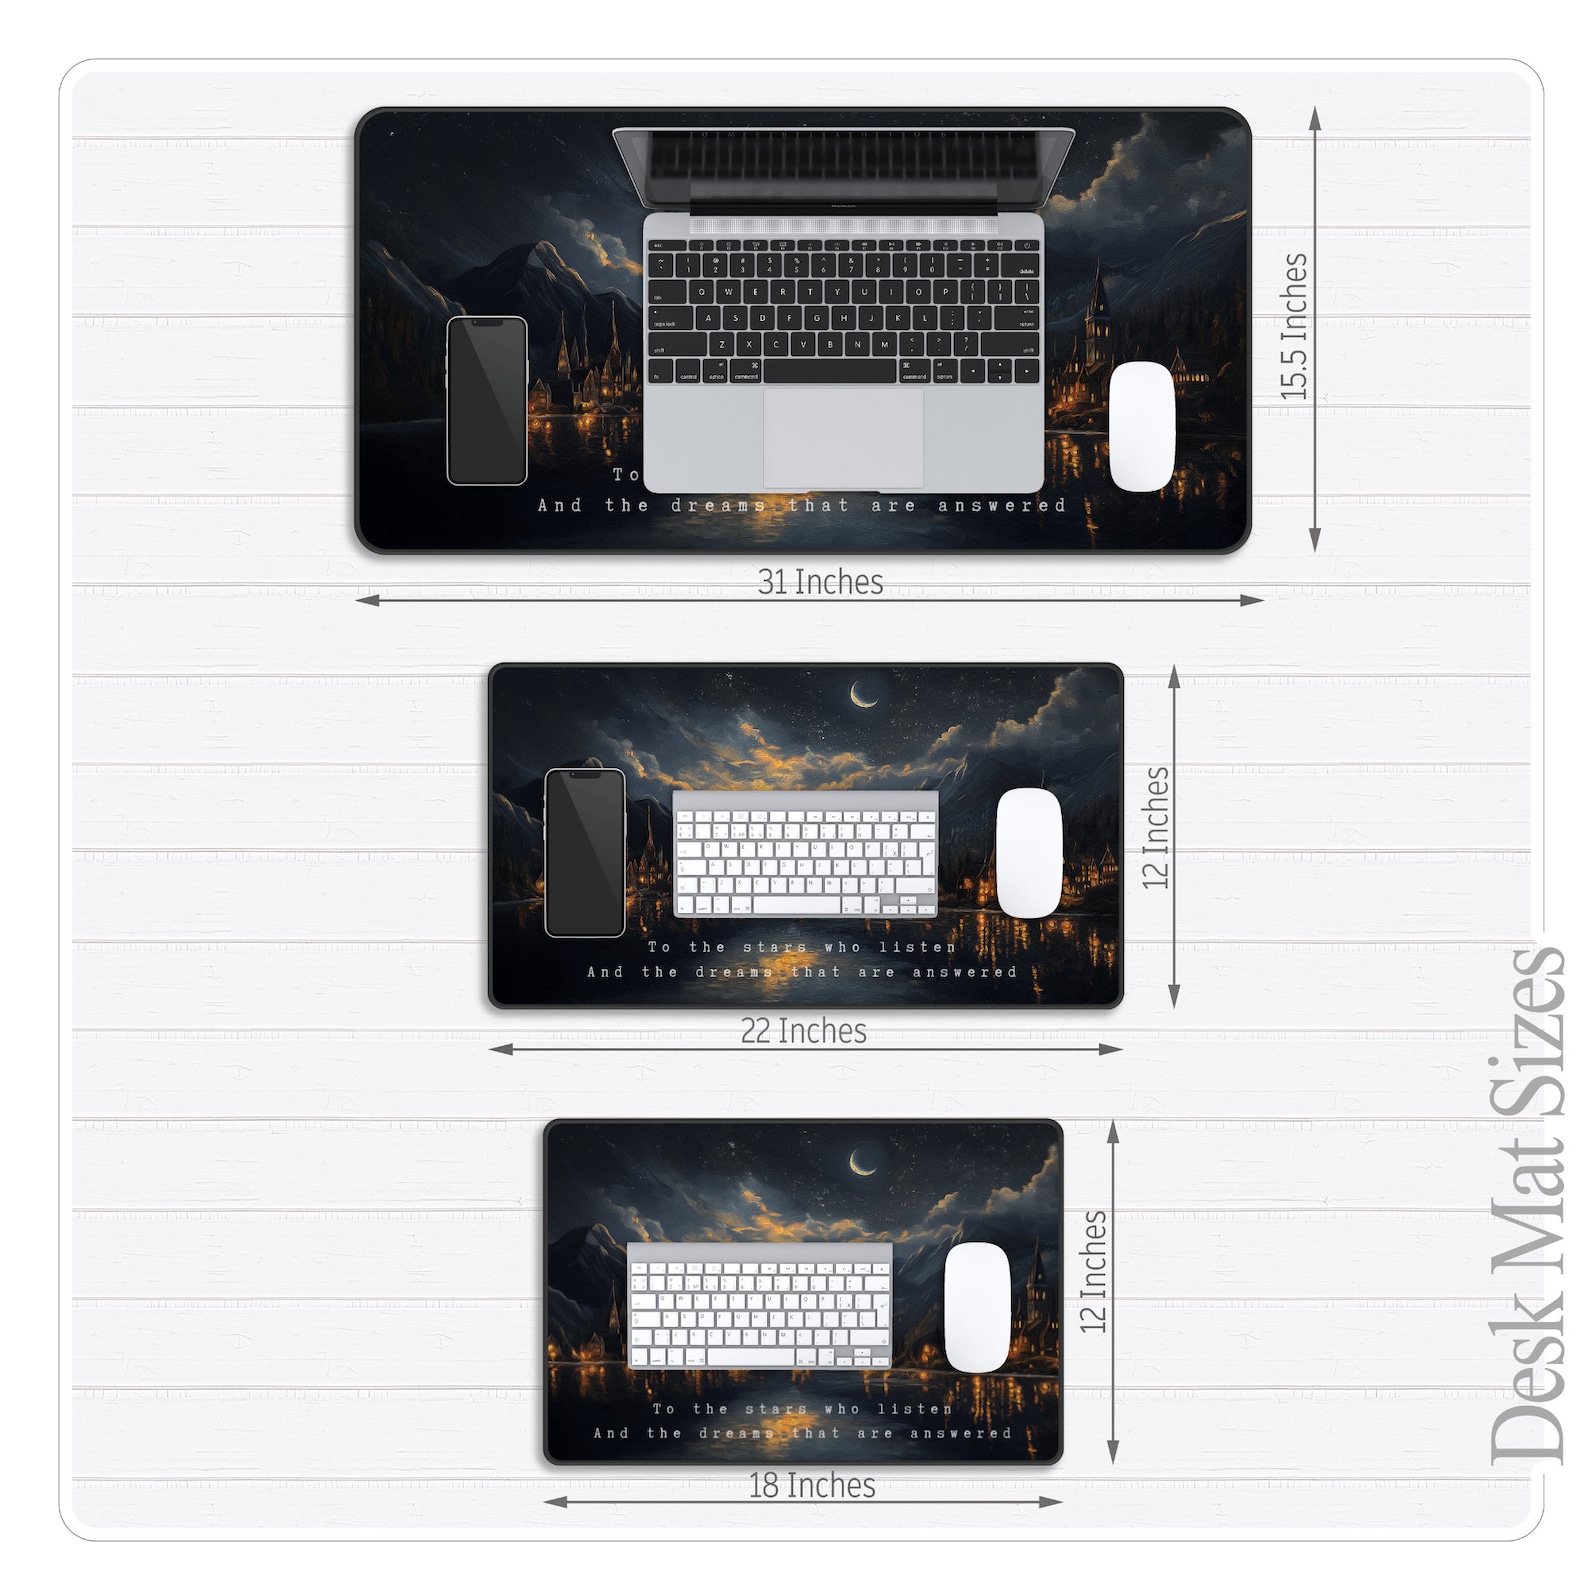 To
And the dreams that are answered
15.5 Inches
31 Inches
To the stars who listen
And the dreams that are answered
12 Inches
22 Inches
To the stars who listen
And the dreams that are answered
12 Inches
18 Inches
Desk Mat Sizes